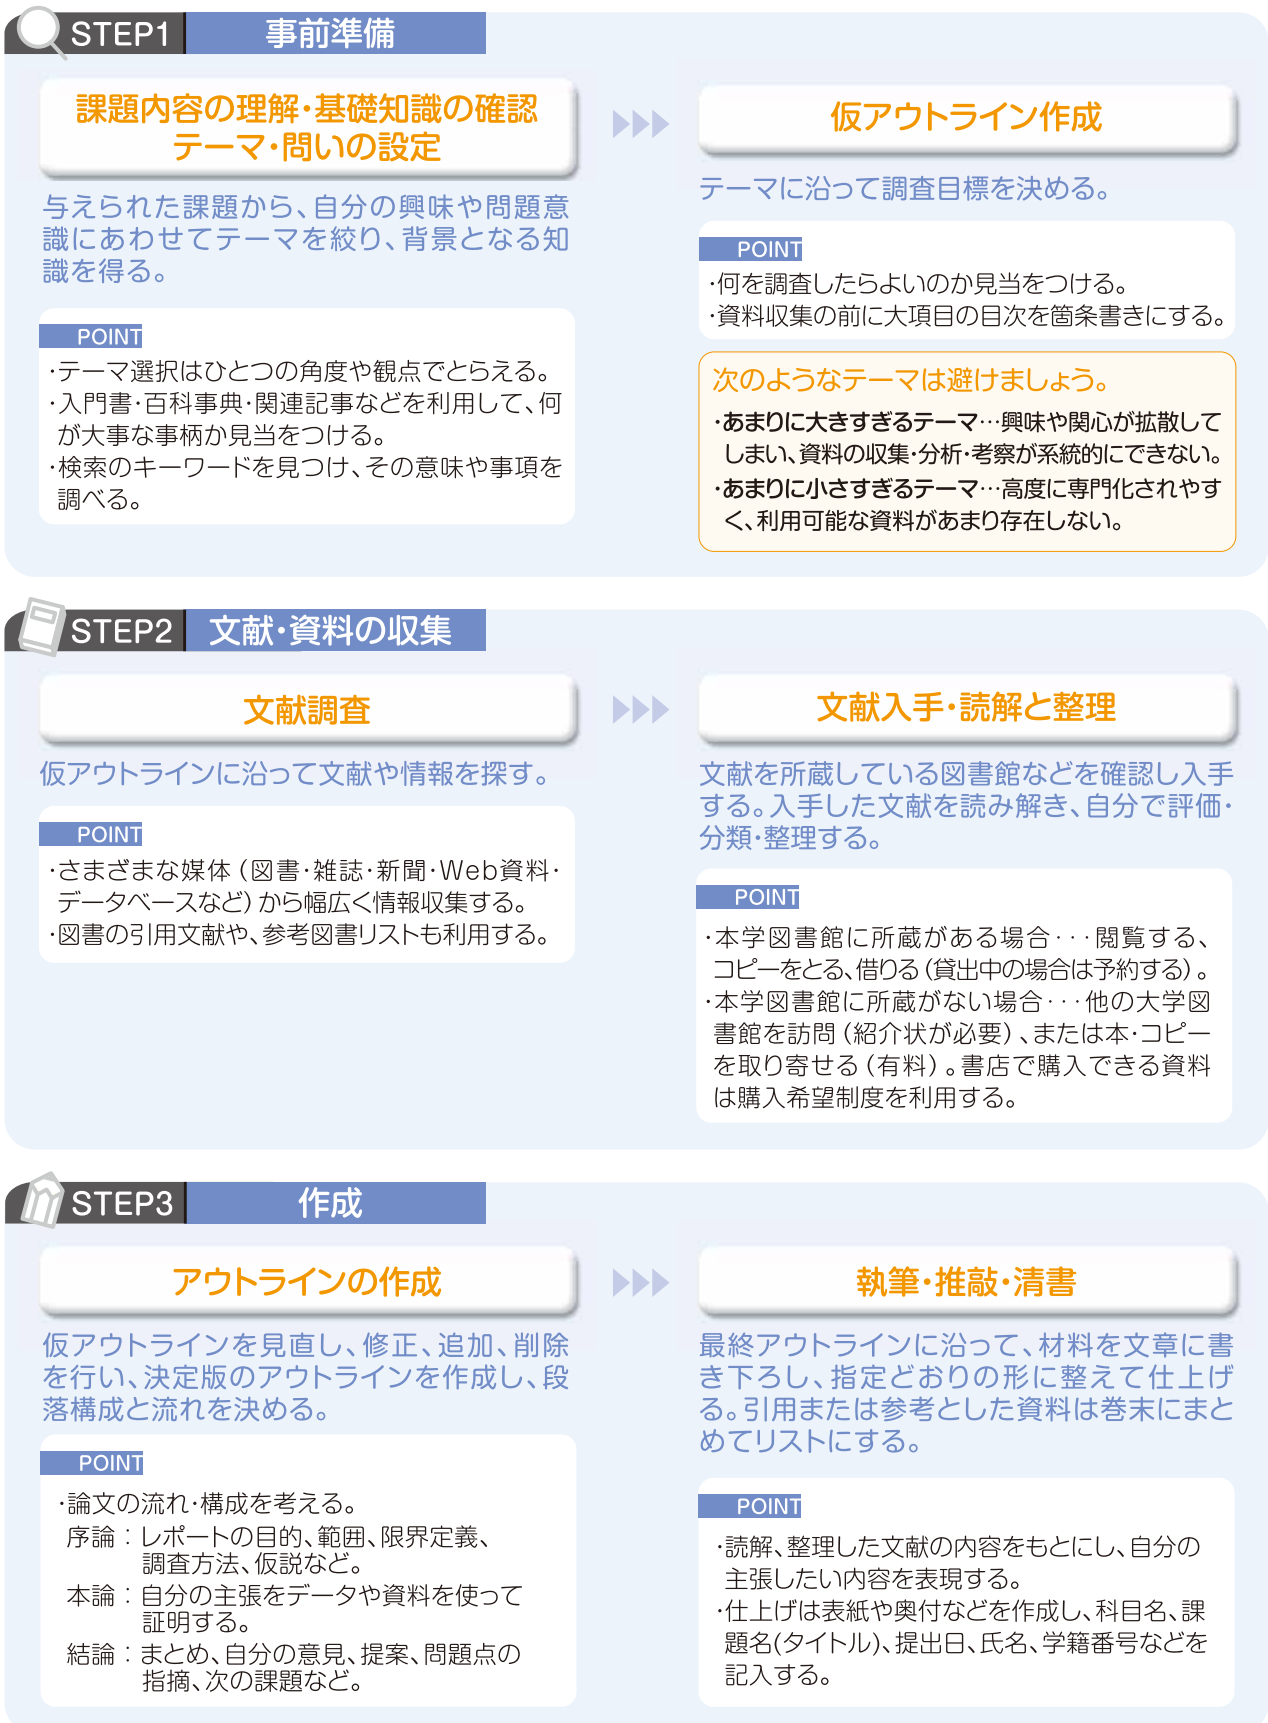 STEP1 事前準備
課題内容の理解・基礎知識の確認
テーマ・問いの設定
与えられた課題から、自分の興味や問題意
識にあわせてテーマを絞り、背景となる知
識を得る。
POINT
・テーマ選択はひとつの角度や観点でとらえる。
・入門書・百科事典・関連記事などを利用して、何
が大事な事柄か見当をつける。
・検索のキーワードを見つけ、その意味や事項を
調べる。
仮アウトライン作成
テーマに沿って調査目標を決める。
POINT
・何を調査したらよいのか見当をつける。
・資料収集の前に大項目の目次を箇条書きにする。
次のようなテーマは避けましょう。
・あまりに大きすぎるテーマ…興味や関心が拡散して
しまい、資料の収集・分析・考察が系統的にできない。
・あまりに小さすぎるテーマ…高度に専門化されやす
く、利用可能な資料があまり存在しない。
STEP2 文献・資料の収集
文献調査
仮アウトラインに沿って文献や情報を探す。
POINT
・さまざまな媒体（図書・雑誌・新聞・Web資料・
データベースなど）から幅広く情報収集する。
・図書の引用文献や、参考図書リストも利用する。
文献入手・読解と整理
文献を所蔵している図書館などを確認し入手
する。入手した文献を読み解き、自分で評価・
分類・整理する。
POINT
・本学図書館に所蔵がある場合・・・閲覧する、
コピーをとる、借りる（貸出中の場合は予約する）。
・本学図書館に所蔵がない場合・・・他の大学図
書館を訪問（紹介状が必要）、または本・コピー
を取り寄せる（有料）。書店で購入できる資料
は購入希望制度を利用する。
STEP3 作成
アウトラインの作成
仮アウトラインを見直し、修正、追加、削除
を行い、決定版のアウトラインを作成し、段
落構成と流れを決める。
POINT
・論文の流れ・構成を考える。
序論：レポートの目的、範囲、限界定義、
調査方法、仮説など。
本論：自分の主張をデータや資料を使って
証明する。
結論：まとめ、自分の意見、提案、問題点の
指摘、次の課題など。
執筆・推敲・清書
最終アウトラインに沿って、材料を文章に書
き下ろし、指定どおりの形に整えて仕上げ
る。引用または参考とした資料は巻末にまと
めてリストにする。
POINT
・読解、整理した文献の内容をもとにし、自分の
主張したい内容を表現する。
・仕上げは表紙や奥付などを作成し、科目名、課
題名(タイトル)、提出日、氏名、学籍番号などを
記入する。